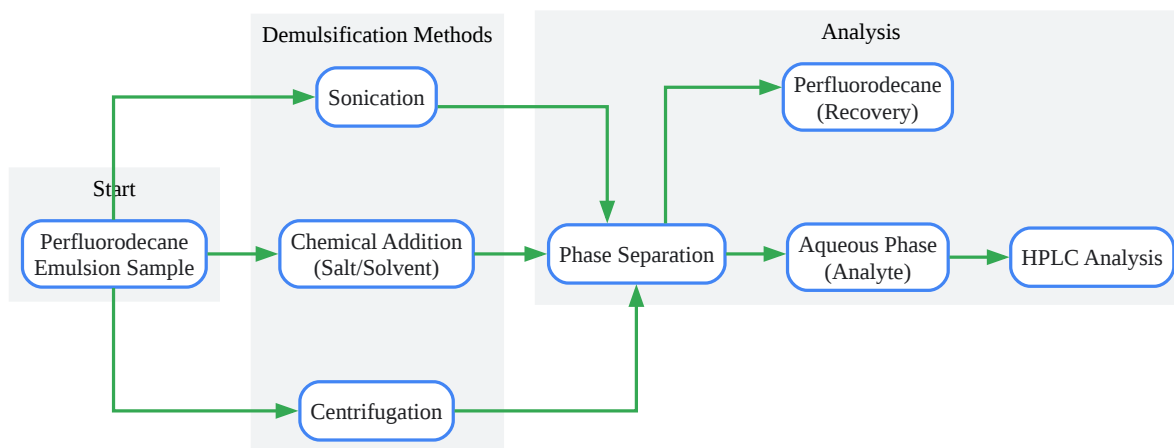 Demulsification Methods
Analysis
Sonication
Perfluorodecane
(Recovery)
Start
Perfluorodecane
Emulsion Sample
Chemical Addition
(Salt/Solvent)
Phase Separation
Aqueous Phase
(Analyte)
HPLC Analysis
Centrifugation